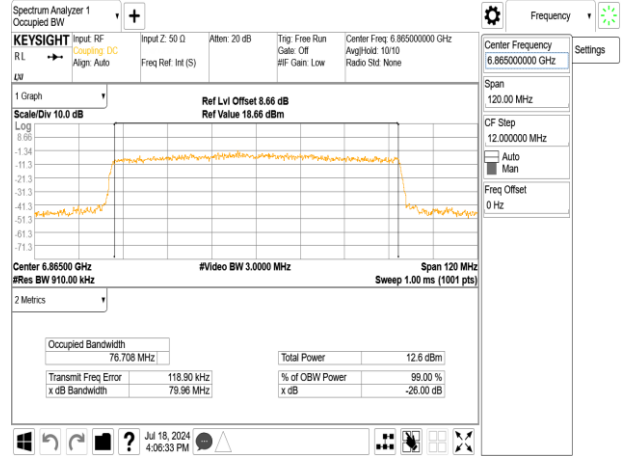 Spectrum Analyzer 1
Occupied BW
Frequency
KEYSIGHT
RL
Input: RF
Coupling: DC
Align: Auto
Input Z: 50 Ω
Freq Ref: Int (S)
Atten: 20 dB
Trig: Free Run
Gate: Off
#IF Gain: Low
Center Freq: 6.865000000 GHz
Avg|Hold: 10/10
Radio Std: None
Center Frequency
6.865000000 GHz
Settings
Span
120.00 MHz
CF Step
12.000000 MHz
Auto
Man
Freq Offset
0 Hz
1 Graph
Scale/Div 10.0 dB
Ref Lvl Offset 8.66 dB
Ref Value 18.66 dBm
Log
8.66
-1.34
-11.3
-21.3
-31.3
-41.3
-51.3
-61.3
-71.3
Center 6.86500 GHz
#Video BW 3.0000 MHz
Span 120 MHz
#Res BW 910.00 kHz
Sweep 1.00 ms (1001 pts)
2 Metrics
Occupied Bandwidth
76.708 MHz
Total Power 12.6 dBm
Transmit Freq Error 118.90 kHz
% of OBW Power 99.00 %
x dB Bandwidth 79.96 MHz
x dB -26.00 dB
Jul 18, 2024
4:06:33 PM